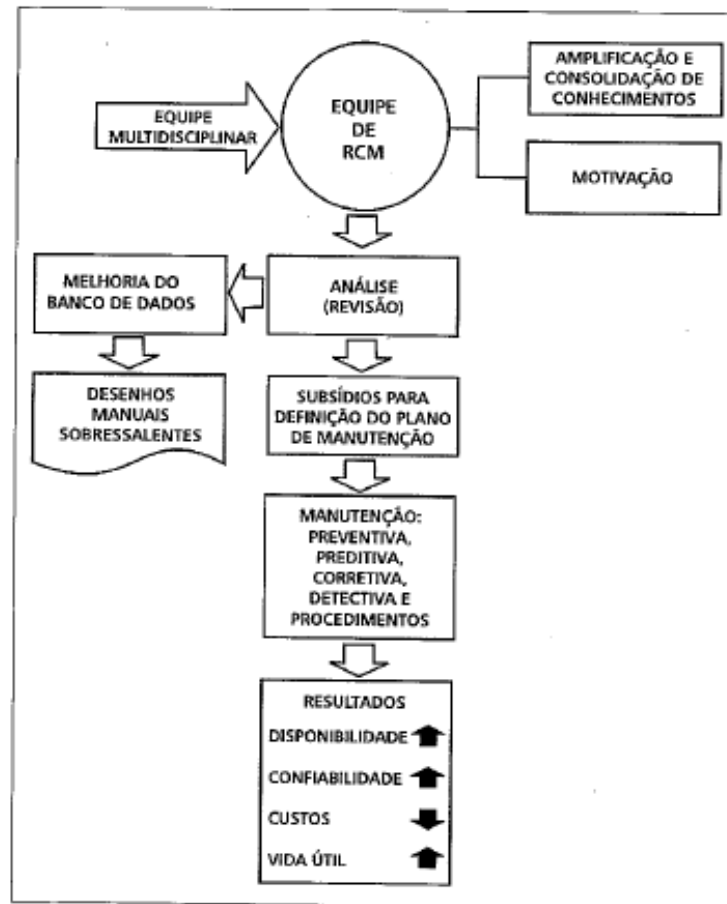 EQUIPE
MULTIDISCIPLINAR
EQUIPE
DE
RCM
AMPLIFICAÇÃO E
CONSOLIDAÇÃO DE
CONHECIMENTOS
MOTIVAÇÃO
MELHORIA DO
BANCO DE DADOS
ANÁLISE
(REVISÃO)
DESENHOS
MANUAIS
SOBRESSALENTES
SUBSÍDIOS PARA
DEFINIÇÃO DO PLANO
DE MANUTENÇÃO
MANUTENÇÃO:
PREVENTIVA,
PREDITIVA,
CORRETIVA,
DETECTIVA E
PROCEDIMENTOS
RESULTADOS
DISPONIBILIDADE
CONFIABILIDADE
CUSTOS
VIDA ÚTIL